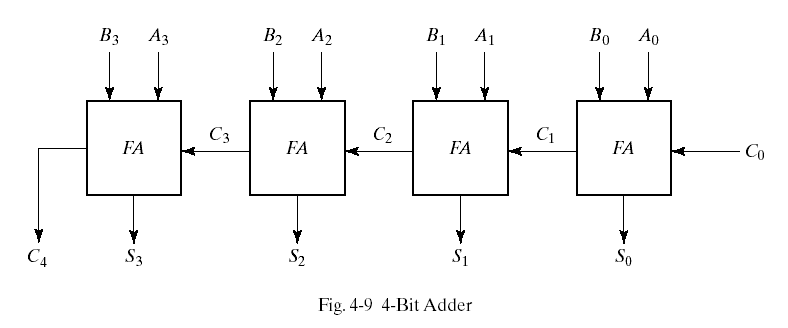 B₃ A₃ B₂ A₂ B₁ A₁ B₀ A₀
FA C₃ FA C₂ FA C₁ FA C₀
C₄ S₃ S₂ S₁ S₀
Fig. 4-9 4-Bit Adder